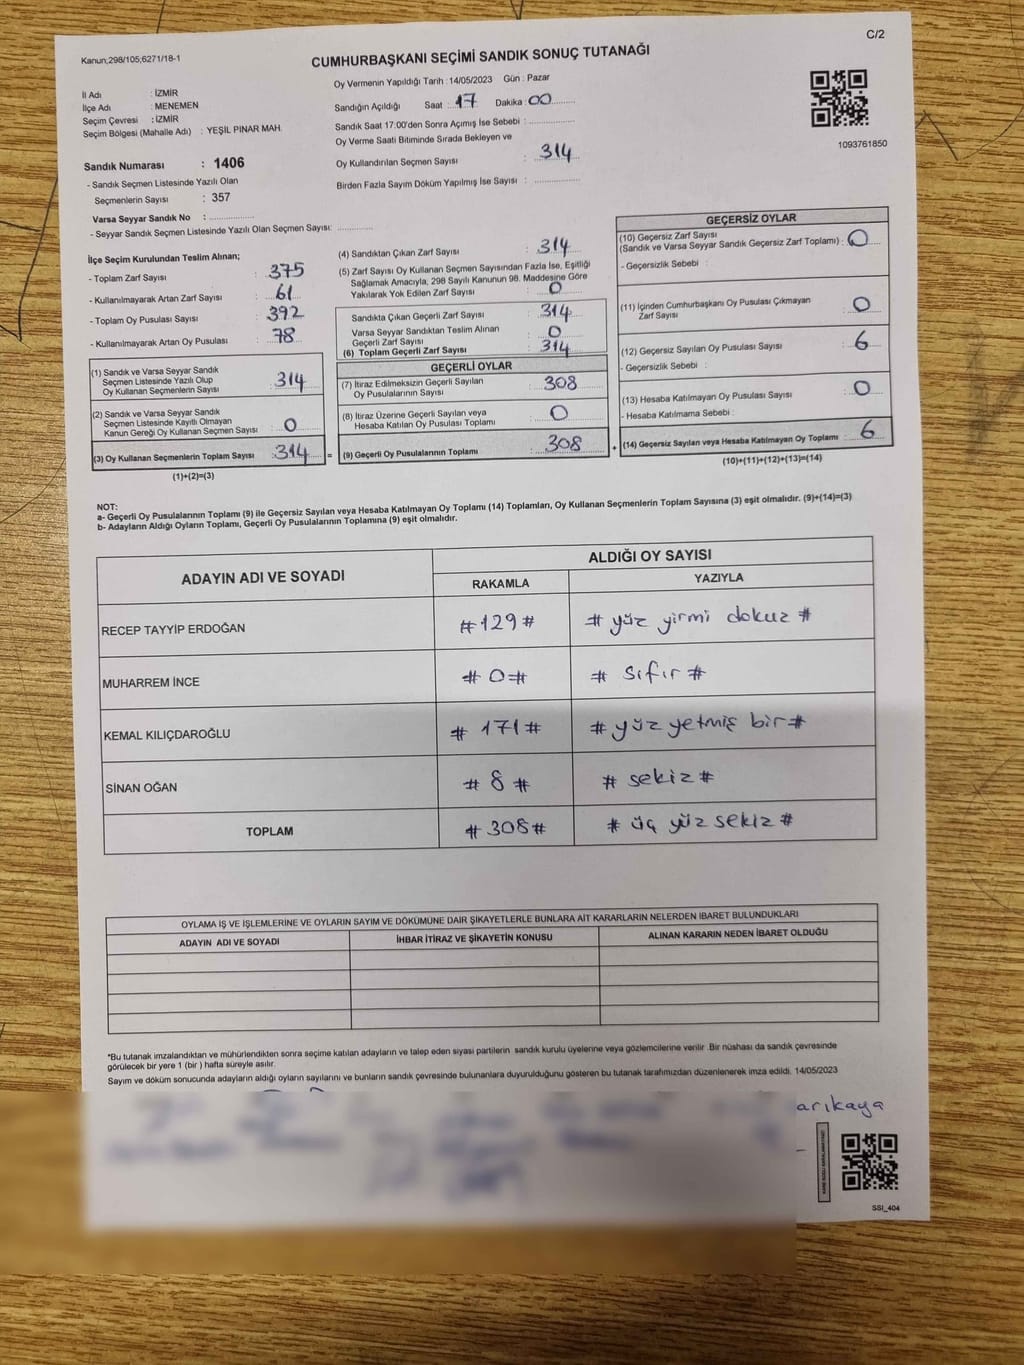 C/2
Kanun,298/105,6271/18-1
CUMHURBAŞKANI SEÇİMİ SANDIK SONUÇ TUTANAĞI
Oy Vermenin Yapıldığı Tarih : 14/05/2023 Gün : Pazar
İl Adı : İZMİR
İlçe Adı : MENEMEN
Seçim Çevresi : İZMİR
Seçim Bölgesi (Mahalle Adı) : YEŞİL PINAR MAH.
Sandığın Açıldığı Saat : 17 Dakika : 00
Sandık Saat 17:00'den Sonra Açımış İse Sebebi :
Oy Verme Saati Bitiminde Sırada Bekleyen ve
Oy Kullandırılan Seçmen Sayısı : 314
Birden Fazla Sayım Döküm Yapılmış İse Sayısı :
1093761850
Sandık Numarası : 1406
- Sandık Seçmen Listesinde Yazılı Olan
Seçmenlerin Sayısı : 357
Varsa Seyyar Sandık No :
- Seyyar Sandık Seçmen Listesinde Yazılı Olan Seçmen Sayısı:
İlçe Seçim Kurulundan Teslim Alınan;
- Toplam Zarf Sayısı : 375
- Kullanılmayarak Artan Zarf Sayısı : 61
- Toplam Oy Pusulası Sayısı : 392
- Kullanılmayarak Artan Oy Pusulası : 78
(1) Sandık ve Varsa Seyyar Sandık
Seçmen Listesinde Yazılı Olup
Oy Kullanan Seçmenlerin Sayısı : 314
(2) Sandık ve Varsa Seyyar Sandık
Seçmen Listesinde Kayıtlı Olmayan
Kanun Gereği Oy Kullanan Seçmen Sayısı : 0
(3) Oy Kullanan Seçmenlerin Toplam Sayısı : 314 =
(1)+(2)=(3)
(4) Sandıktan Çıkan Zarf Sayısı : 314
(5) Zarf Sayısı Oy Kullanan Seçmen Sayısından Fazla İse, Eşitliği
Sağlamak Amacıyla, 298 Sayılı Kanunun 98. Maddesine Göre
Yakılarak Yok Edilen Zarf Sayısı : 0
Sandıkta Çıkan Geçerli Zarf Sayısı : 314
Varsa Seyyar Sandıktan Teslim Alınan
Geçerli Zarf Sayısı : 0
(6) Toplam Geçerli Zarf Sayısı : 314
GEÇERLİ OYLAR
(7) İtiraz Edilmeksizin Geçerli Sayılan
Oy Pusulalarının Sayısı : 308
(8) İtiraz Üzerine Geçerli Sayılan veya
Hesaba Katılan Oy Pusulası Toplamı : 0
(9) Geçerli Oy Pusulalarının Toplamı : 308 +
GEÇERSİZ OYLAR
(10) Geçersiz Zarf Sayısı
(Sandık ve Varsa Seyyar Sandık Geçersiz Zarf Toplamı) : 0
- Geçersizlik Sebebi :
(11) İçinden Cumhurbaşkanı Oy Pusulası Çıkmayan
Zarf Sayısı : 0
(12) Geçersiz Sayılan Oy Pusulası Sayısı : 6
- Geçersizlik Sebebi :
(13) Hesaba Katılmayan Oy Pusulası Sayısı : 0
- Hesaba Katılmama Sebebi :
(14) Geçersiz Sayılan veya Hesaba Katılmayan Oy Toplamı : 6
(10)+(11)+(12)+(13)=(14)
NOT:
a- Geçerli Oy Pusulalarının Toplamı (9) ile Geçersiz Sayılan veya Hesaba Katılmayan Oy Toplamı (14) Toplamları, Oy Kullanan Seçmenlerin Toplam Sayısına (3) eşit olmalıdır. (9)+(14)=(3)
b- Adayların Aldığı Oyların Toplamı, Geçerli Oy Pusulalarının Toplamına (9) eşit olmalıdır.
ADAYIN ADI VE SOYADI ALDIĞI OY SAYISI
RAKAMLA YAZIYLA
RECEP TAYYİP ERDOĞAN #129# # yüz yirmi dokuz #
MUHARREM İNCE # 0# # sıfır #
KEMAL KILIÇDAROĞLU # 171 # # yüz yetmiş bir #
SİNAN OĞAN # 8 # # sekiz #
TOPLAM # 308 # # üç yüz sekiz #
OYLAMA İŞ VE İŞLEMLERİNE VE OYLARIN SAYIM VE DÖKÜMÜNE DAİR ŞİKAYETLERLE BUNLARA AİT KARARLARIN NELERDEN İBARET BULUNDUKLARI
ADAYIN ADI VE SOYADI İHBAR İTİRAZ VE ŞİKAYETİN KONUSU ALINAN KARARIN NEDEN İBARET OLDUĞU
*Bu tutanak imzalandıktan ve mühürlendikten sonra seçime katılan adayların ve talep eden siyasi partilerin sandık kurulu üyelerine veya gözlemcilerine verilir .Bir nüshası da sandık çevresinde
görülecek bir yere 1 (bir ) hafta süreyle asılır.
Sayım ve döküm sonucunda adayların aldığı oyların sayılarını ve bunların sandık çevresinde bulunanlara duyurulduğunu gösteren bu tutanak tarafımızdan düzenlenerek imza edildi. 14/05/2023
arıkaya
SSI_404